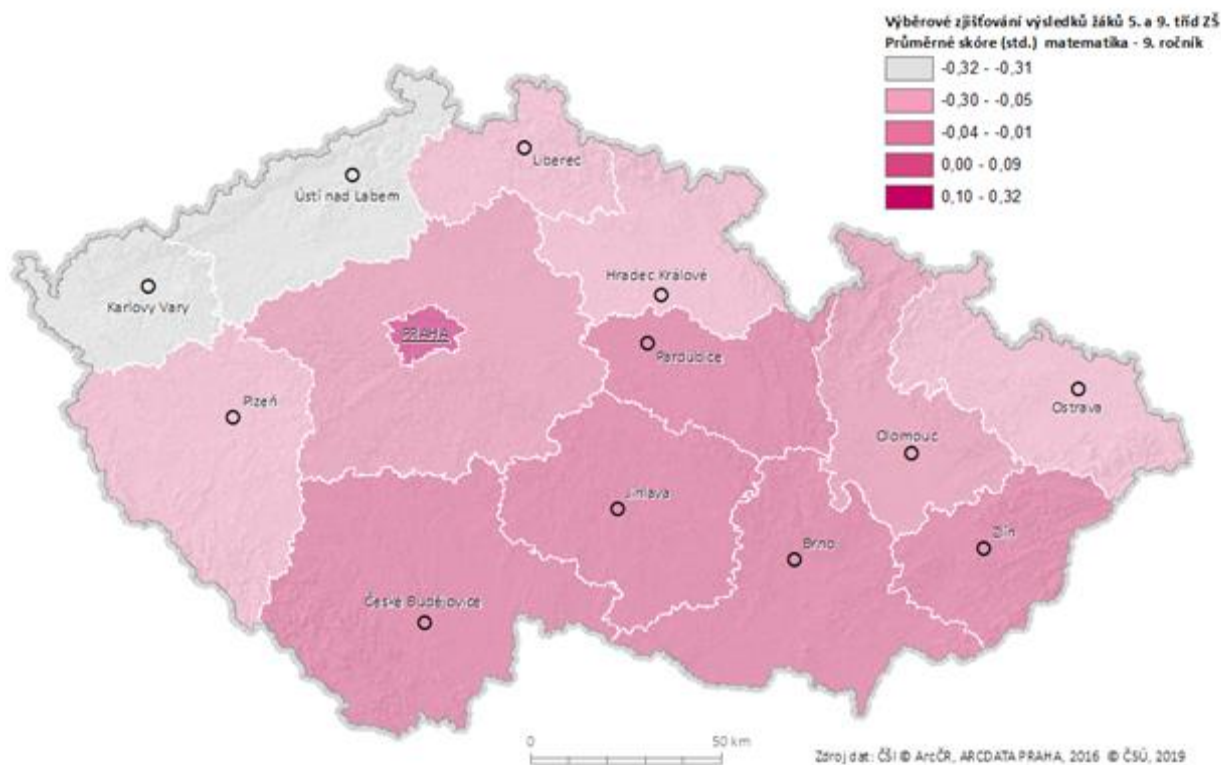 Výběrové zjišťování výsledků žáků 5. a 9. tříd ZŠ
Průměrné skóre (std.) matematika - 9. ročník
-0,32 - -0,31
-0,30 - -0,05
-0,04 - -0,01
0,00 - 0,09
0,10 - 0,32
Liberec
Ústí nad Labem
Hradec Králové
Karlovy Vary
PRAHA
Pardubice
Plzeň
Ostrava
Olomouc
Jihlava
Brno
Zlín
České Budějovice
0 50 km
Zdroj dat: ČŠI © ArcČR, ARCDATA PRAHA, 2016 © ČSÚ, 2019